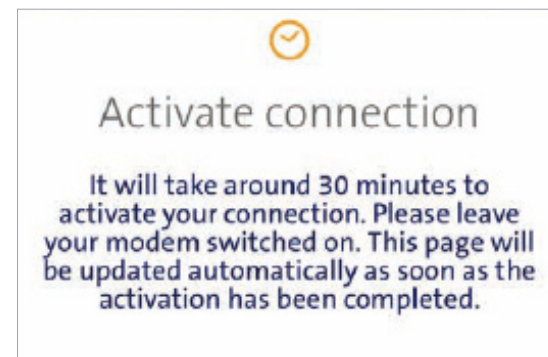 Activate connection
It will take around 30 minutes to
activate your connection. Please leave
your modem switched on. This page will
be updated automatically as soon as the
activation has been completed.